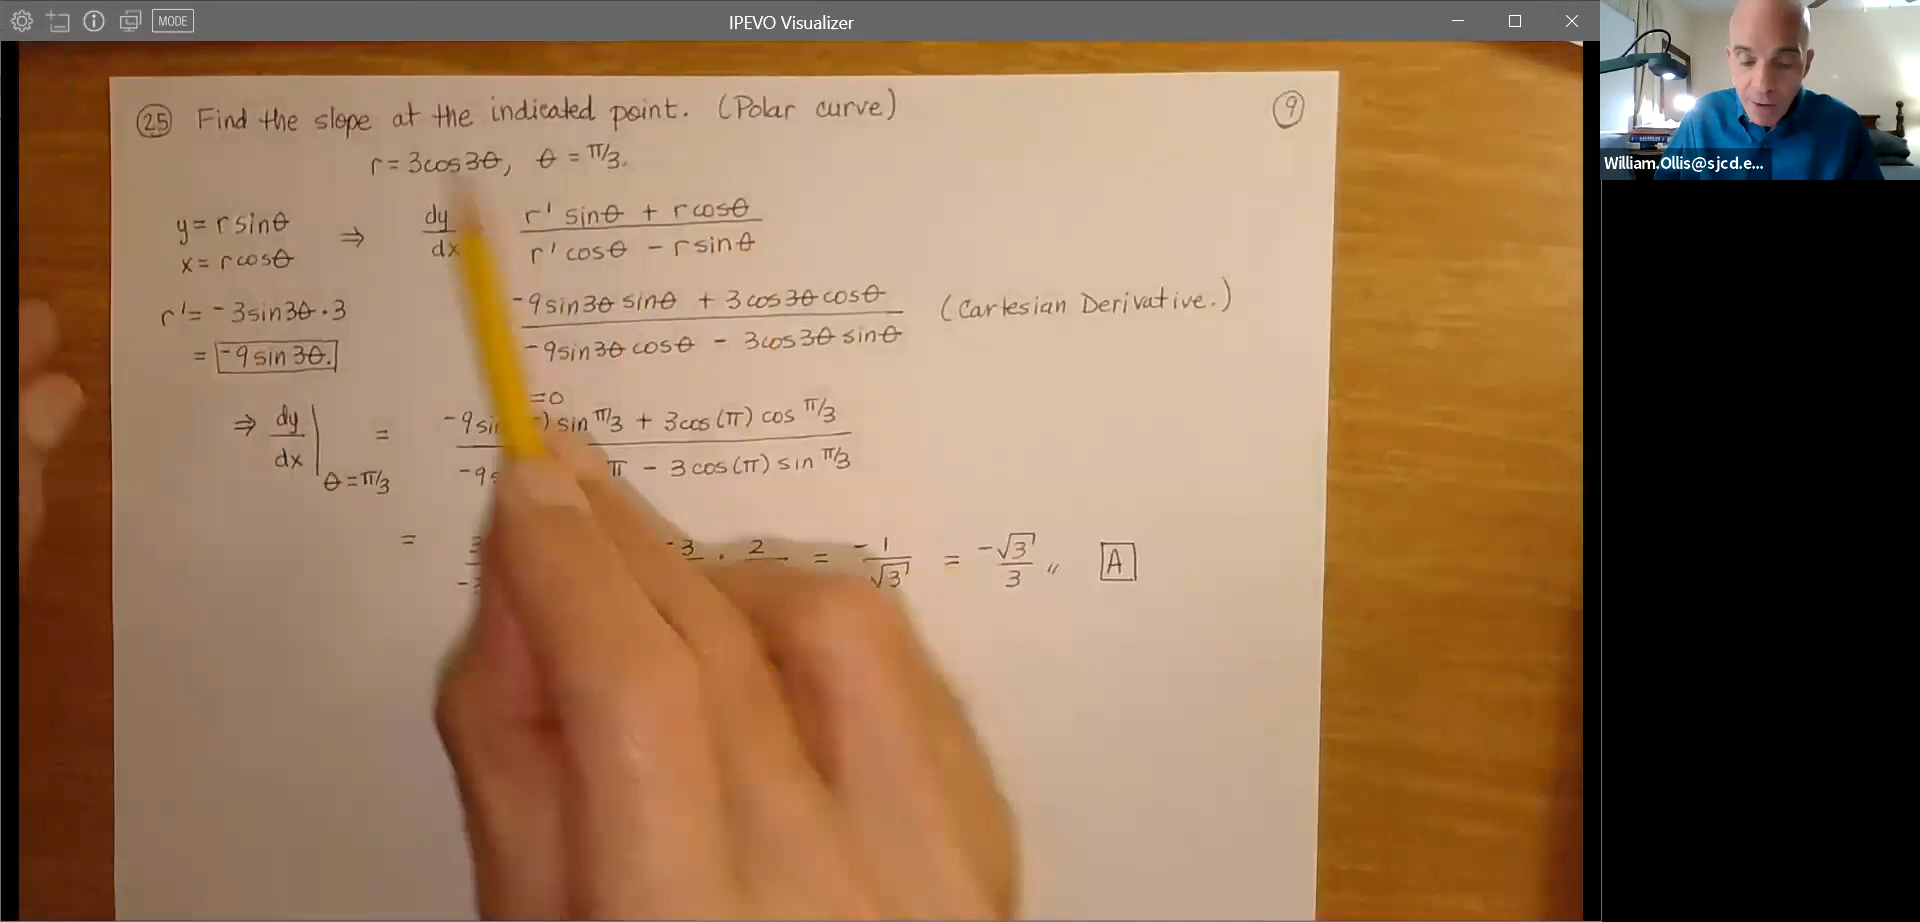 MODE
IPEVO Visualizer
William.Ollis@sjcd.e...
25 Find the slope at the indicated point. (Polar curve) 9
r = 3cos3θ, θ = π/3.
y = r sinθ
x = r cosθ
⇒ dy/dx
r' sinθ + r cosθ
r' cosθ - r sinθ
r' = -3sin3θ·3
= -9 sin 3θ.
-9sin3θ sinθ + 3cos3θ cosθ
-9sin3θ cosθ - 3cos3θ sinθ
(Cartesian Derivative.)
=0
⇒ dy/dx | θ = π/3 =
) sin π/3 + 3cos(π) cos π/3
π - 3cos(π) sin π/3
= -3 · 2 = -1/√3 = -√3/3 ,, A